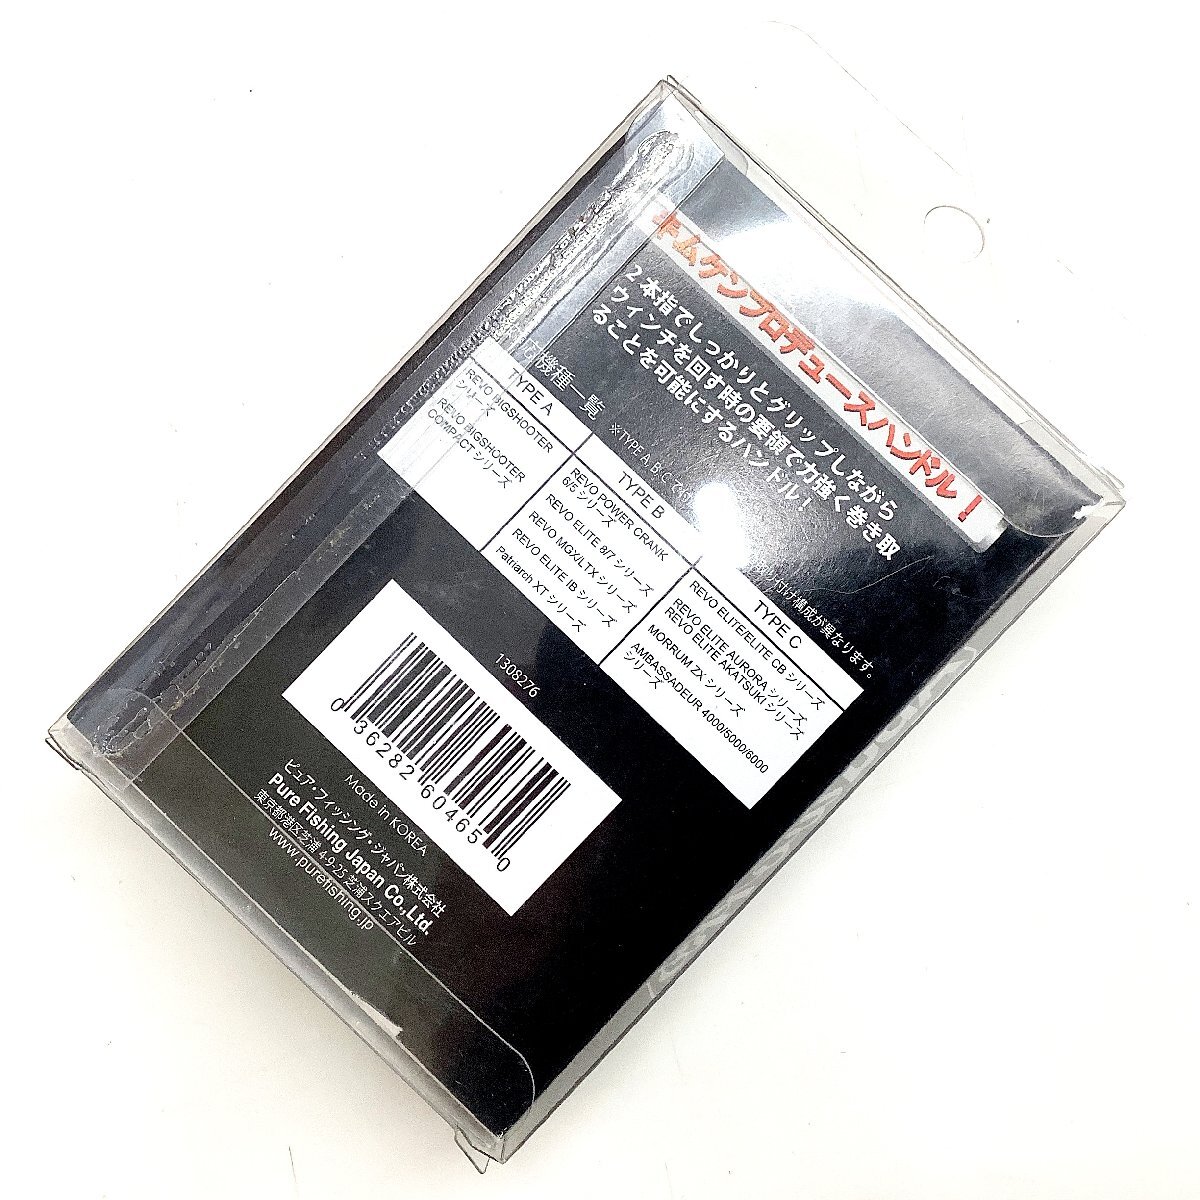 キムケンプロデュースハンドル！
2本指でしっかりとグリップしながら
ウィンチを回す時の要領で力強く巻き取
ることを可能にするハンドル！
機種一覧
※TYPE A, B, C
付け構成が異なります。
TYPE A
REVO BIGSHOOTER
シリーズ
REVO BIGSHOOTER
COMPACT シリーズ
TYPE B
REVO POWER CRANK
6/5 シリーズ
REVO ELITE 8/7 シリーズ
REVO MGX/LTX シリーズ
REVO ELITE IB シリーズ
Patriarch XT シリーズ
TYPE C
REVO ELITE/ELITE CB シリーズ
REVO ELITE AURORA シリーズ
REVO ELITE AKATSUKI シリーズ
MORRUM ZX シリーズ
AMBASSADEUR 4000/5000/6000
シリーズ
1308276
0 36282 60465 0
Made in KOREA
ピュア・フィッシング・ジャパン株式会社
Pure Fishing Japan Co.,Ltd.
東京都港区芝浦 4-9-25 芝浦スクエアビル
www.purefishing.jp